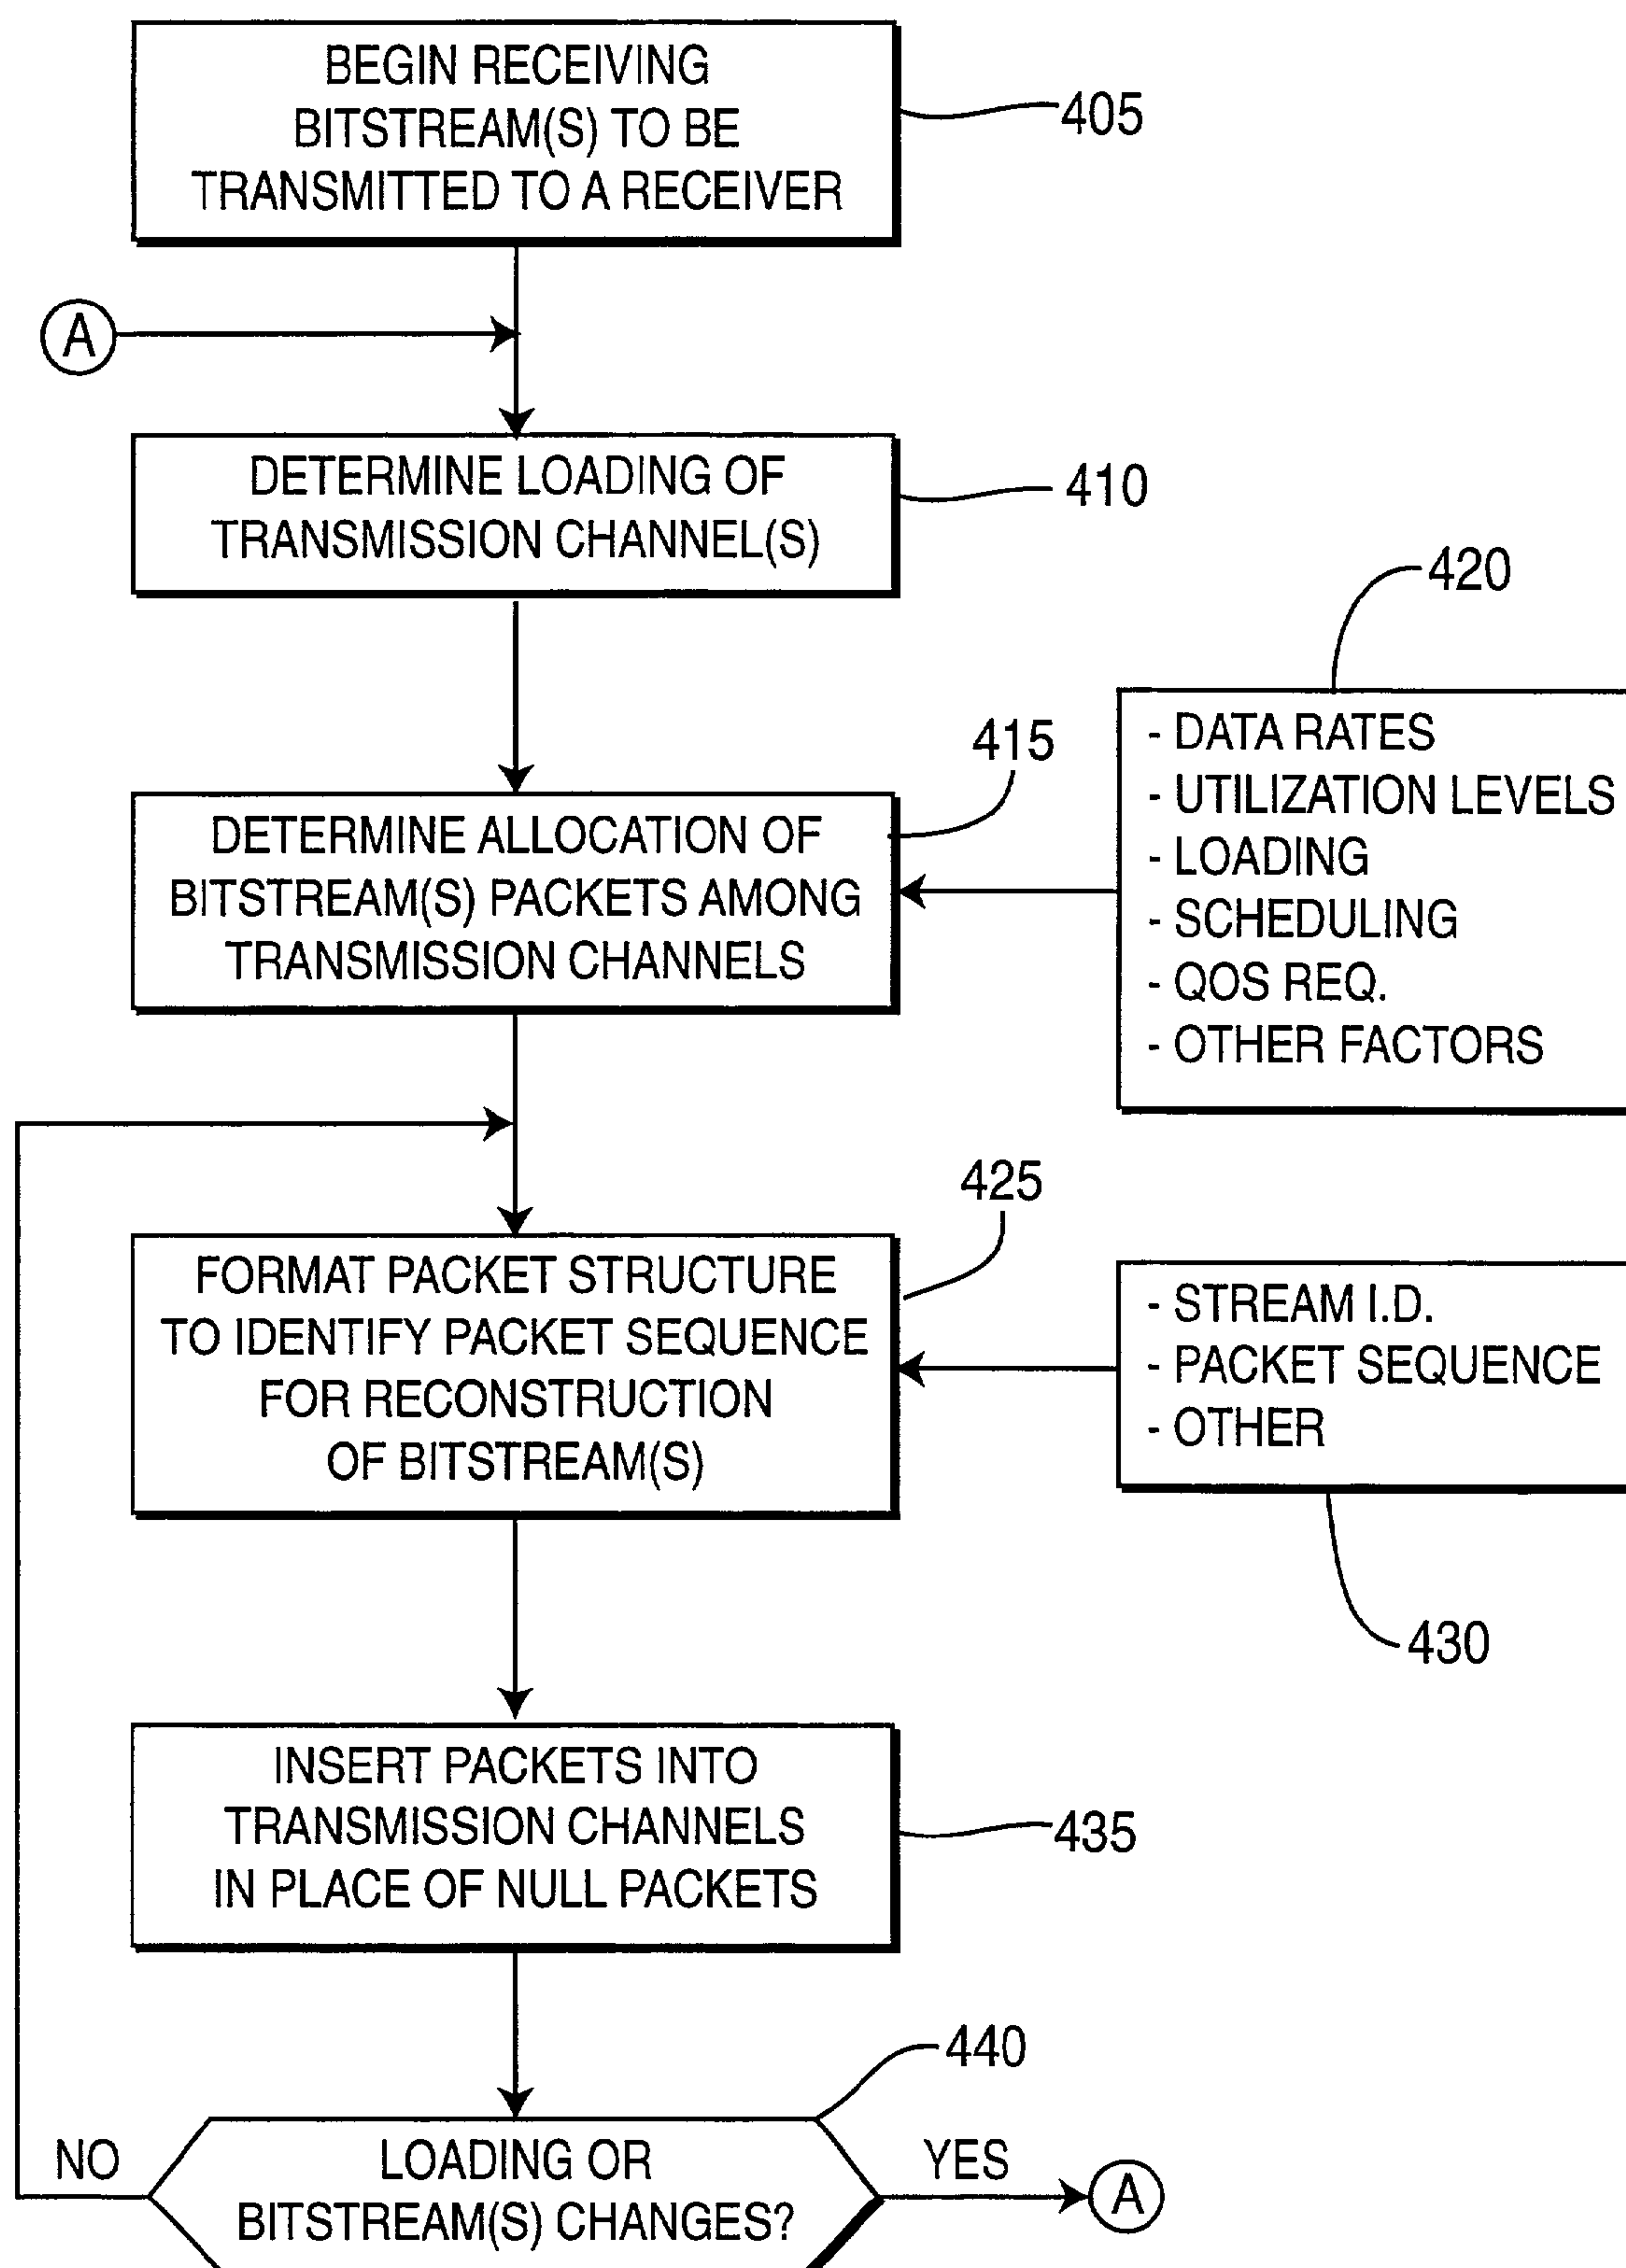 BEGIN RECEIVING
BITSTREAM(S) TO BE
TRANSMITTED TO A RECEIVER
405
A
DETERMINE LOADING OF
TRANSMISSION CHANNEL(S)
410
420
415
DETERMINE ALLOCATION OF
BITSTREAM(S) PACKETS AMONG
TRANSMISSION CHANNELS
- DATA RATES
- UTILIZATION LEVELS
- LOADING
- SCHEDULING
- QOS REQ.
- OTHER FACTORS
425
FORMAT PACKET STRUCTURE
TO IDENTIFY PACKET SEQUENCE
FOR RECONSTRUCTION
OF BITSTREAM(S)
- STREAM I.D.
- PACKET SEQUENCE
- OTHER
430
INSERT PACKETS INTO
TRANSMISSION CHANNELS
IN PLACE OF NULL PACKETS
435
440
NO
LOADING OR
BITSTREAM(S) CHANGES?
YES
A